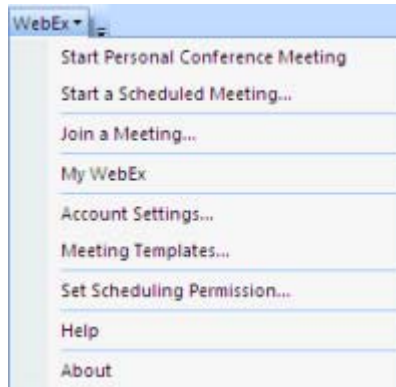 WebEx
Start Personal Conference Meeting
Start a Scheduled Meeting...
Join a Meeting...
My WebEx
Account Settings...
Meeting Templates...
Set Scheduling Permission...
Help
About